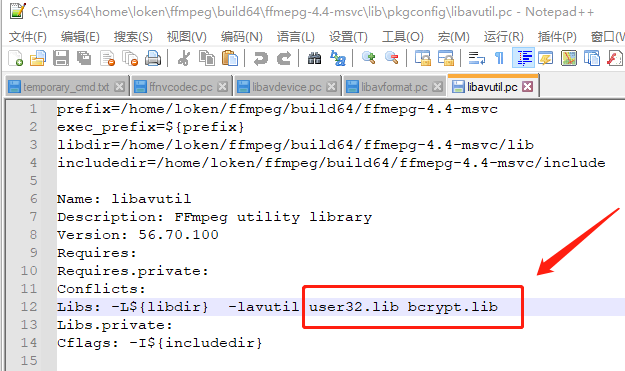 C:\msys64\home\loken\ffmpeg\build64\ffmepg-4.4-msvc\lib\pkgconfig\libavutil.pc - Notepad++
文件(F) 编辑(E) 搜索(S) 视图(V) 编码(N) 语言(L) 设置(T) 工具(O) 宏(M) 运行(R) 插件(P) 窗口(W
temporary_cmd.txt ffnvcodec.pc libavdevice.pc libavformat.pc libavutil.pc
1 prefix=/home/loken/ffmpeg/build64/ffmepg-4.4-msvc
2 exec_prefix=${prefix}
3 libdir=/home/loken/ffmpeg/build64/ffmepg-4.4-msvc/lib
4 includedir=/home/loken/ffmpeg/build64/ffmepg-4.4-msvc/include
5
6 Name: libavutil
7 Description: FFmpeg utility library
8 Version: 56.70.100
9 Requires:
10 Requires.private:
11 Conflicts:
12 Libs: -L${libdir}  -lavutil user32.lib bcrypt.lib
13 Libs.private:
14 Cflags: -I${includedir}
15